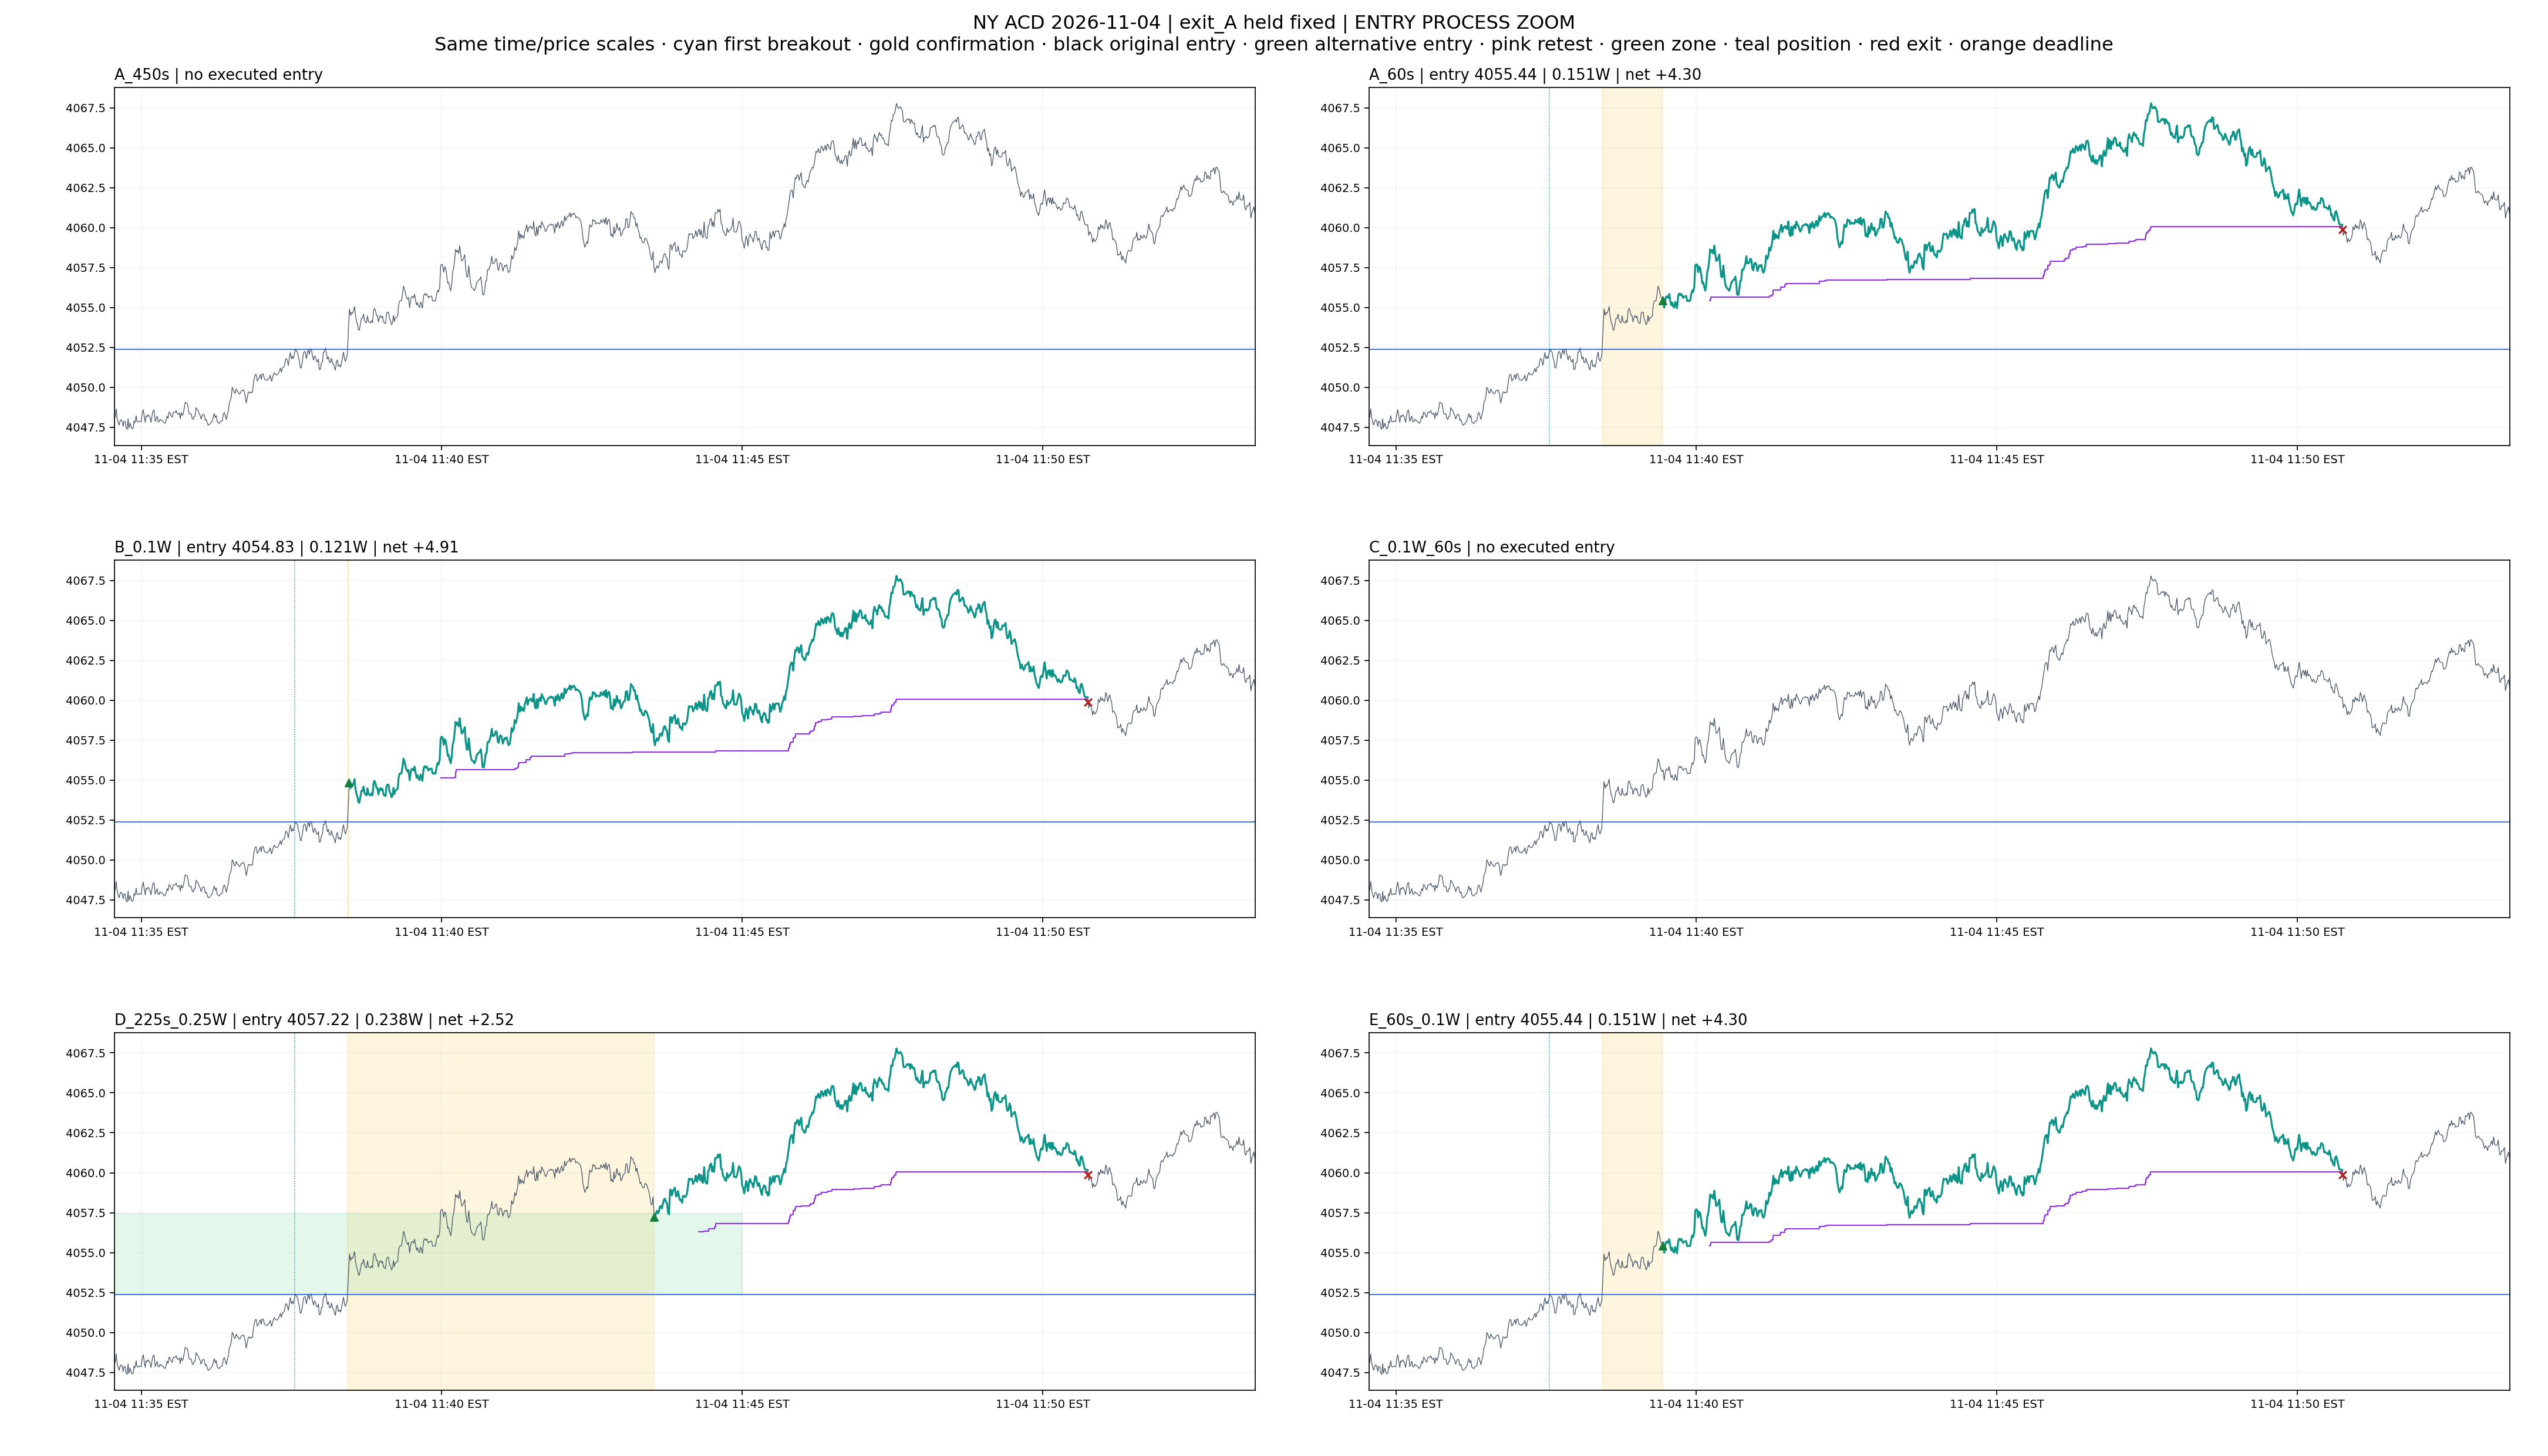 NY ACD 2026-11-04 | exit_A held fixed | ENTRY PROCESS ZOOM
Same time/price scales · cyan first breakout · gold confirmation · black original entry · green alternative entry · pink retest · green zone · teal position · red exit · orange deadline
A_450s | no executed entry
4067.5
4065.0
4062.5
4060.0
4057.5
4055.0
4052.5
4050.0
4047.5
11-04 11:35 EST
11-04 11:40 EST
11-04 11:45 EST
11-04 11:50 EST
A_60s | entry 4055.44 | 0.151W | net +4.30
4067.5
4065.0
4062.5
4060.0
4057.5
4055.0
4052.5
4050.0
4047.5
11-04 11:35 EST
11-04 11:40 EST
11-04 11:45 EST
11-04 11:50 EST
B_0.1W | entry 4054.83 | 0.121W | net +4.91
4067.5
4065.0
4062.5
4060.0
4057.5
4055.0
4052.5
4050.0
4047.5
11-04 11:35 EST
11-04 11:40 EST
11-04 11:45 EST
11-04 11:50 EST
C_0.1W_60s | no executed entry
4067.5
4065.0
4062.5
4060.0
4057.5
4055.0
4052.5
4050.0
4047.5
11-04 11:35 EST
11-04 11:40 EST
11-04 11:45 EST
11-04 11:50 EST
D_225s_0.25W | entry 4057.22 | 0.238W | net +2.52
4067.5
4065.0
4062.5
4060.0
4057.5
4055.0
4052.5
4050.0
4047.5
11-04 11:35 EST
11-04 11:40 EST
11-04 11:45 EST
11-04 11:50 EST
E_60s_0.1W | entry 4055.44 | 0.151W | net +4.30
4067.5
4065.0
4062.5
4060.0
4057.5
4055.0
4052.5
4050.0
4047.5
11-04 11:35 EST
11-04 11:40 EST
11-04 11:45 EST
11-04 11:50 EST